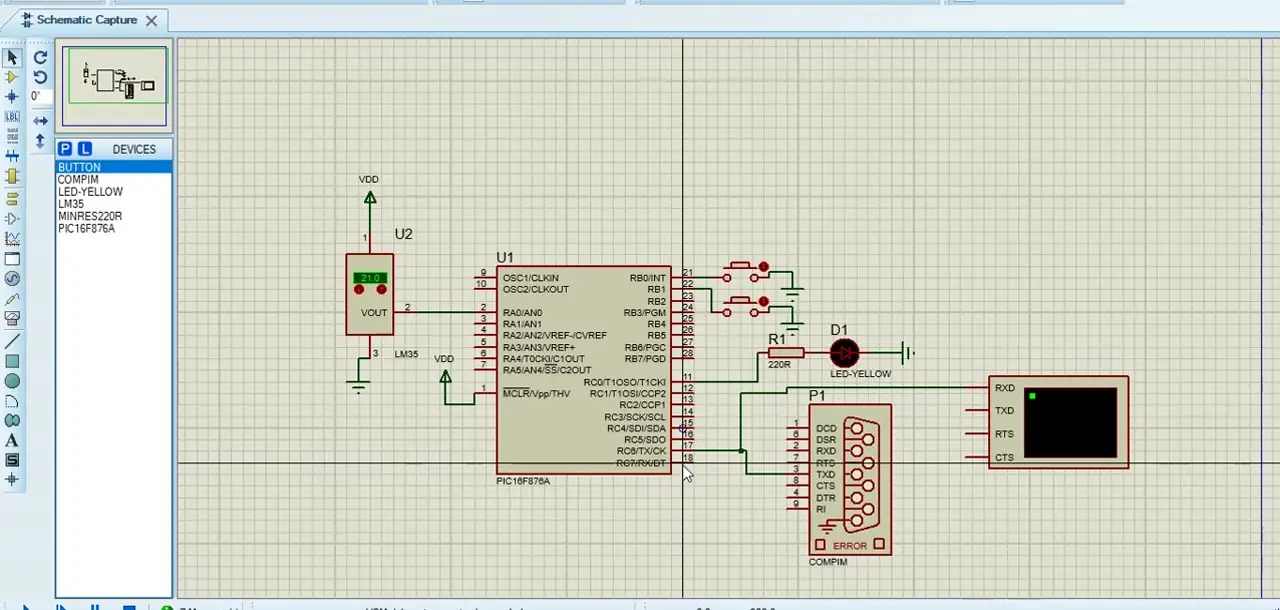 Schematic Capture
0°
LBL
P L DEVICES
BUTTON
COMPIM
LED-YELLOW
LM35
MINRES220R
PIC16F876A
A
S
VDD
1
U2
21.0
VOUT
2
3
LM35
VDD
U1
9 OSC1/CLKIN
10 OSC2/CLKOUT
2 RA0/AN0
3 RA1/AN1
4 RA2/AN2/VREF-/CVREF
5 RA3/AN3/VREF+
6 RA4/T0CKI/C1OUT
7 RA5/AN4/SS/C2OUT
1 MCLR/Vpp/THV
RB0/INT 21
RB1 22
RB2 23
RB3/PGM 24
RB4 25
RB5 26
RB6/PGC 27
RB7/PGD 28
RC0/T1OSO/T1CKI 11
RC1/T1OSI/CCP2 12
RC2/CCP1 13
RC3/SCK/SCL 14
RC4/SDI/SDA 15
RC5/SDO 16
RC6/TX/CK 17
RC7/RX/DT 18
PIC16F876A
R1
220R
D1
LED-YELLOW
P1
1 DCD
6 DSR
2 RXD
7 RTS
3 TXD
8 CTS
4 DTR
9 RI
ERROR
COMPIM
RXD
TXD
RTS
CTS